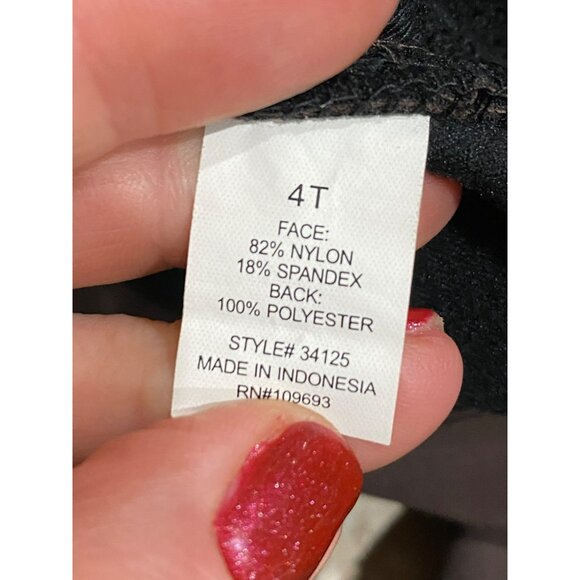 4T
FACE:
82% NYLON
18% SPANDEX
BACK:
100% POLYESTER
STYLE# 34125
MADE IN INDONESIA
RN#109693